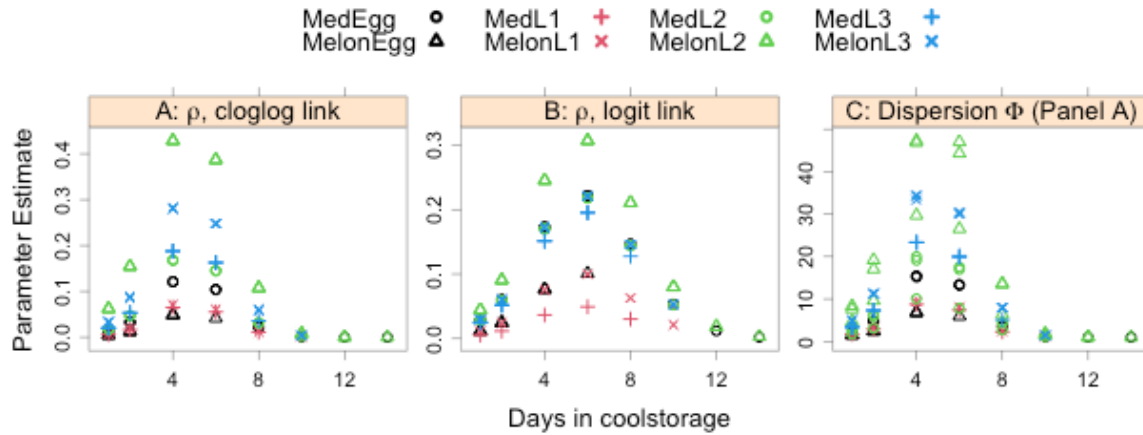 MedEgg MedL1 MedL2 MedL3
MelonEgg MelonL1 MelonL2 MelonL3
A: ρ, cloglog link
B: ρ, logit link
C: Dispersion Φ (Panel A)
Parameter Estimate
0.4
0.3
0.2
0.1
0.0
0.3
0.2
0.1
0.0
40
30
20
10
0
4 8 12 4 8 12 4 8 12
Days in coolstorage